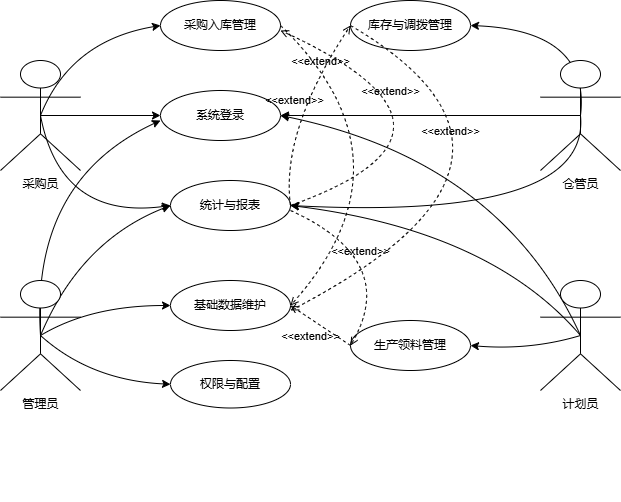 采购入库管理
库存与调拨管理
<<extend>>
<<extend>>
<<extend>>
系统登录
<<extend>>
采购员
仓管员
统计与报表
<<extend>>
基础数据维护
<<extend>>
生产领料管理
权限与配置
管理员
计划员